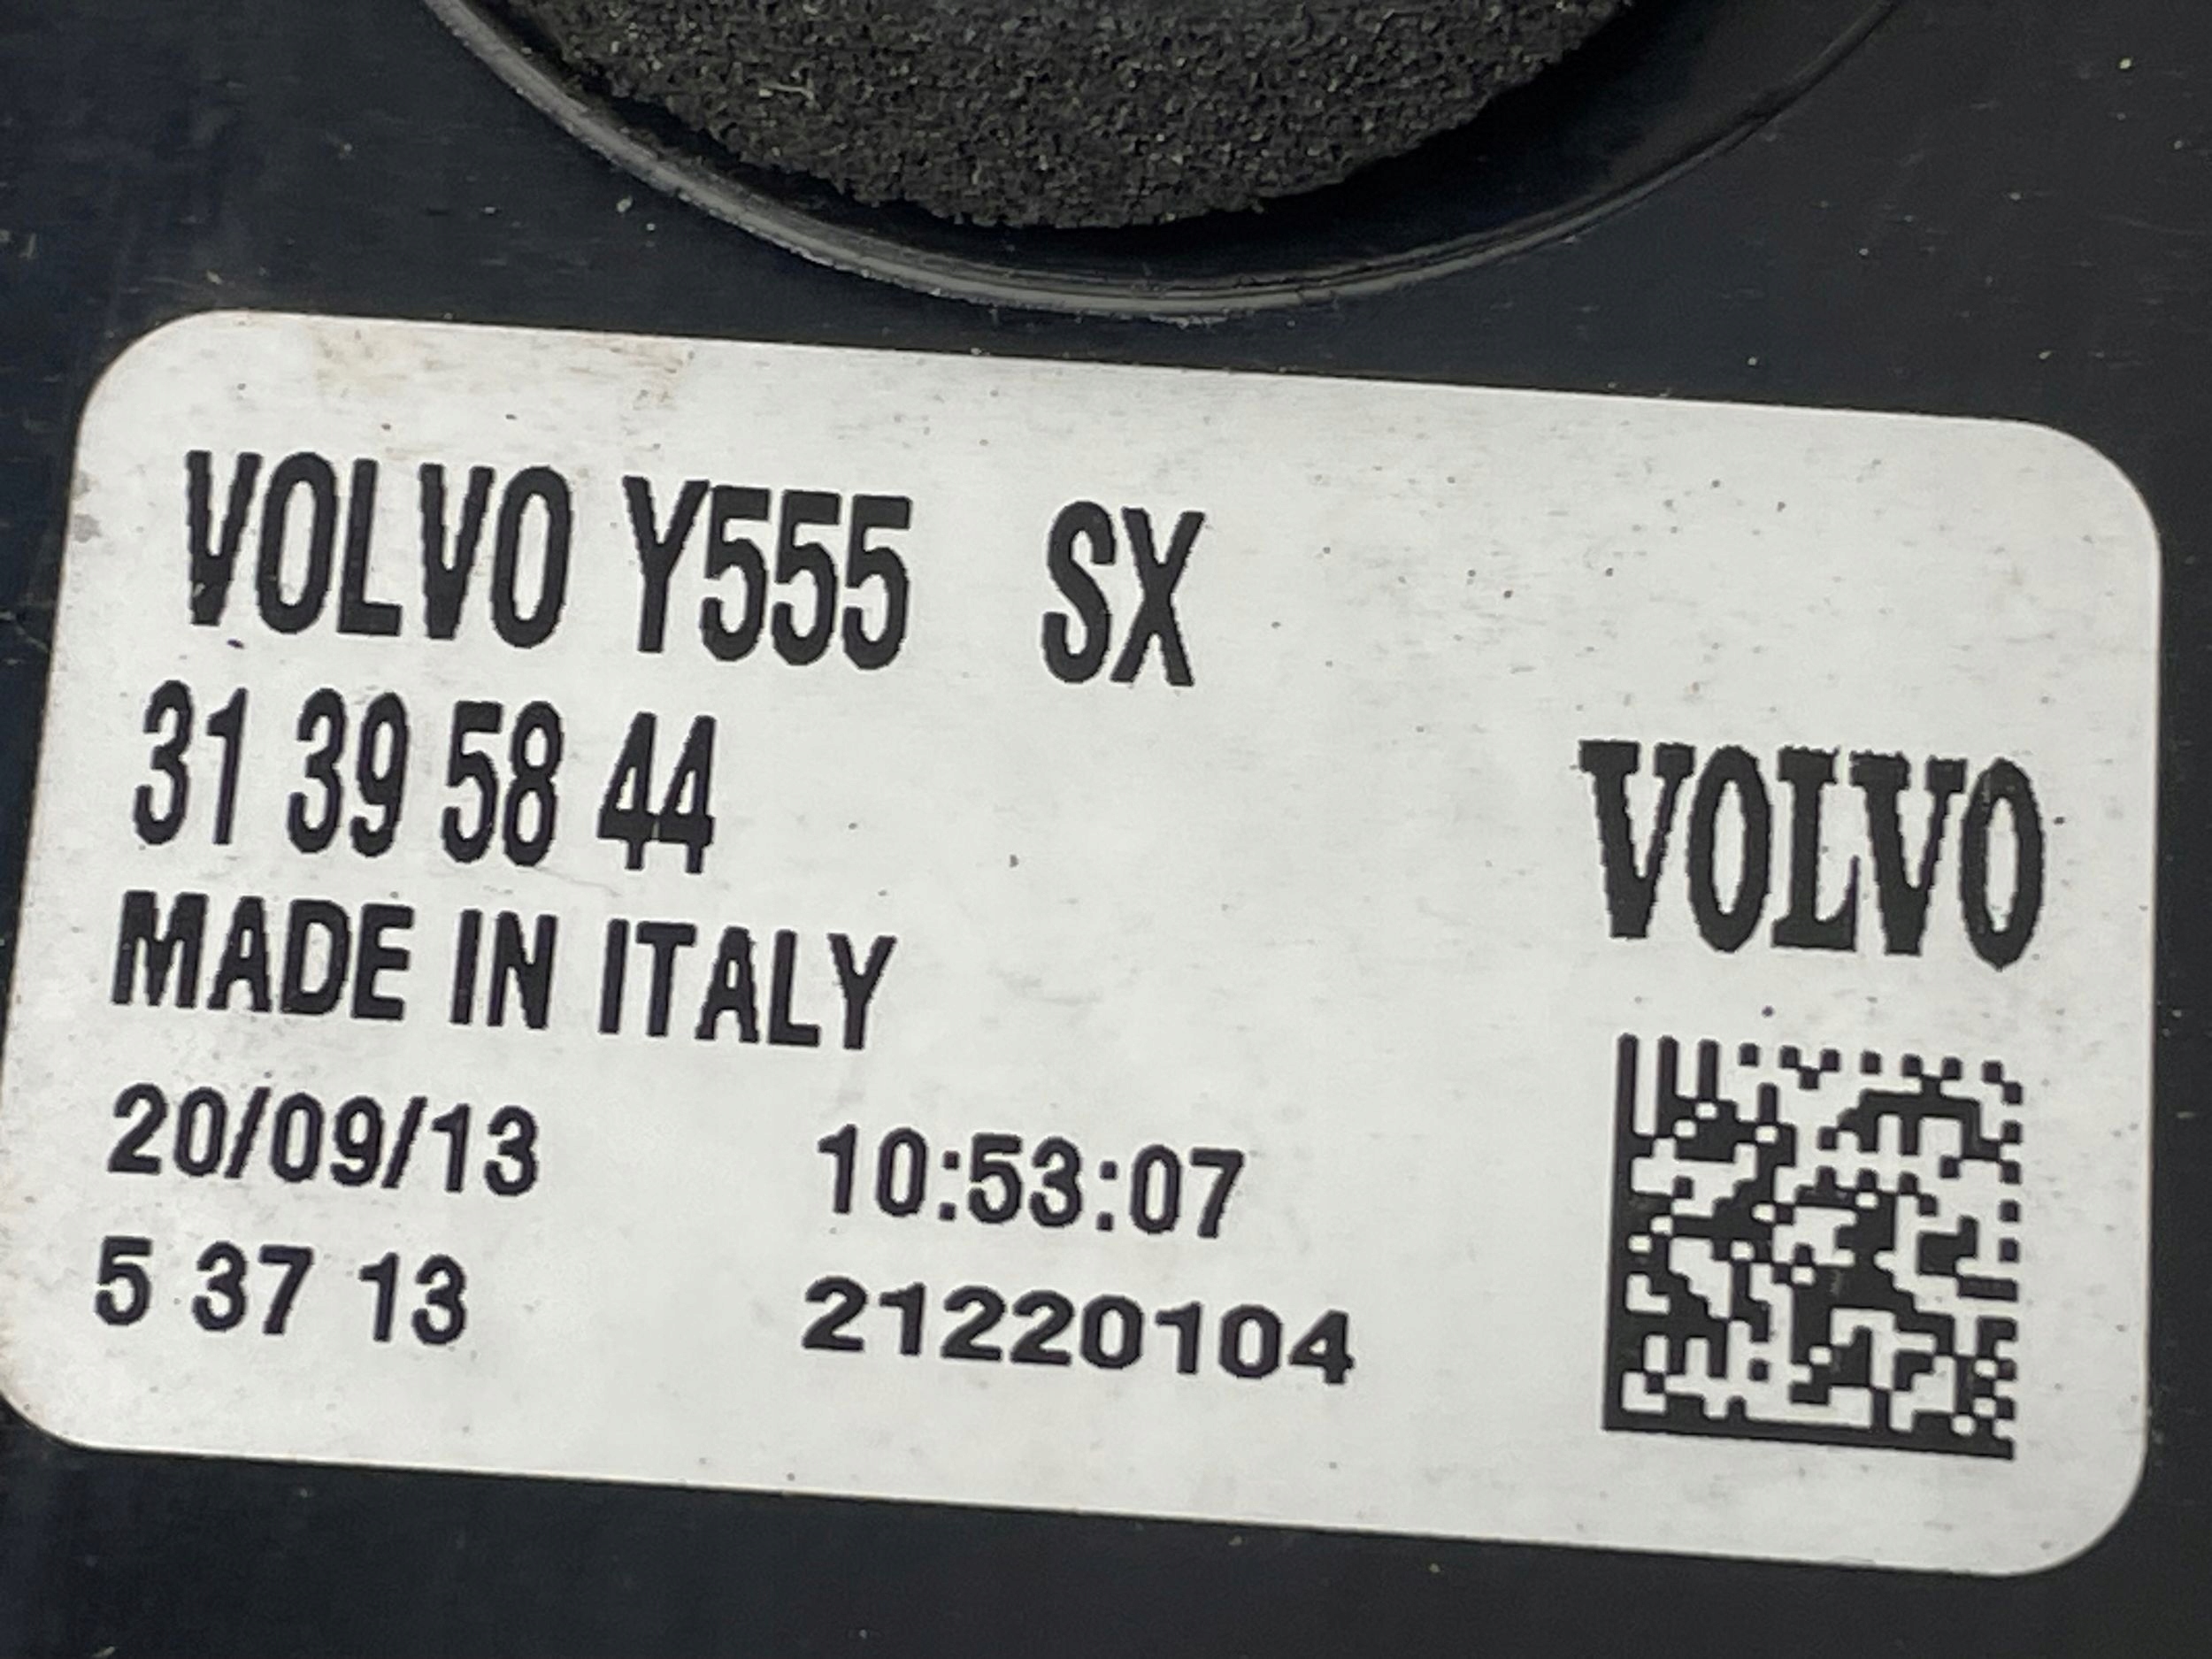 VOLVO Y555 SX
31 39 58 44
VOLVO
MADE IN ITALY
20/09/13 10:53:07
5 37 13 21220104